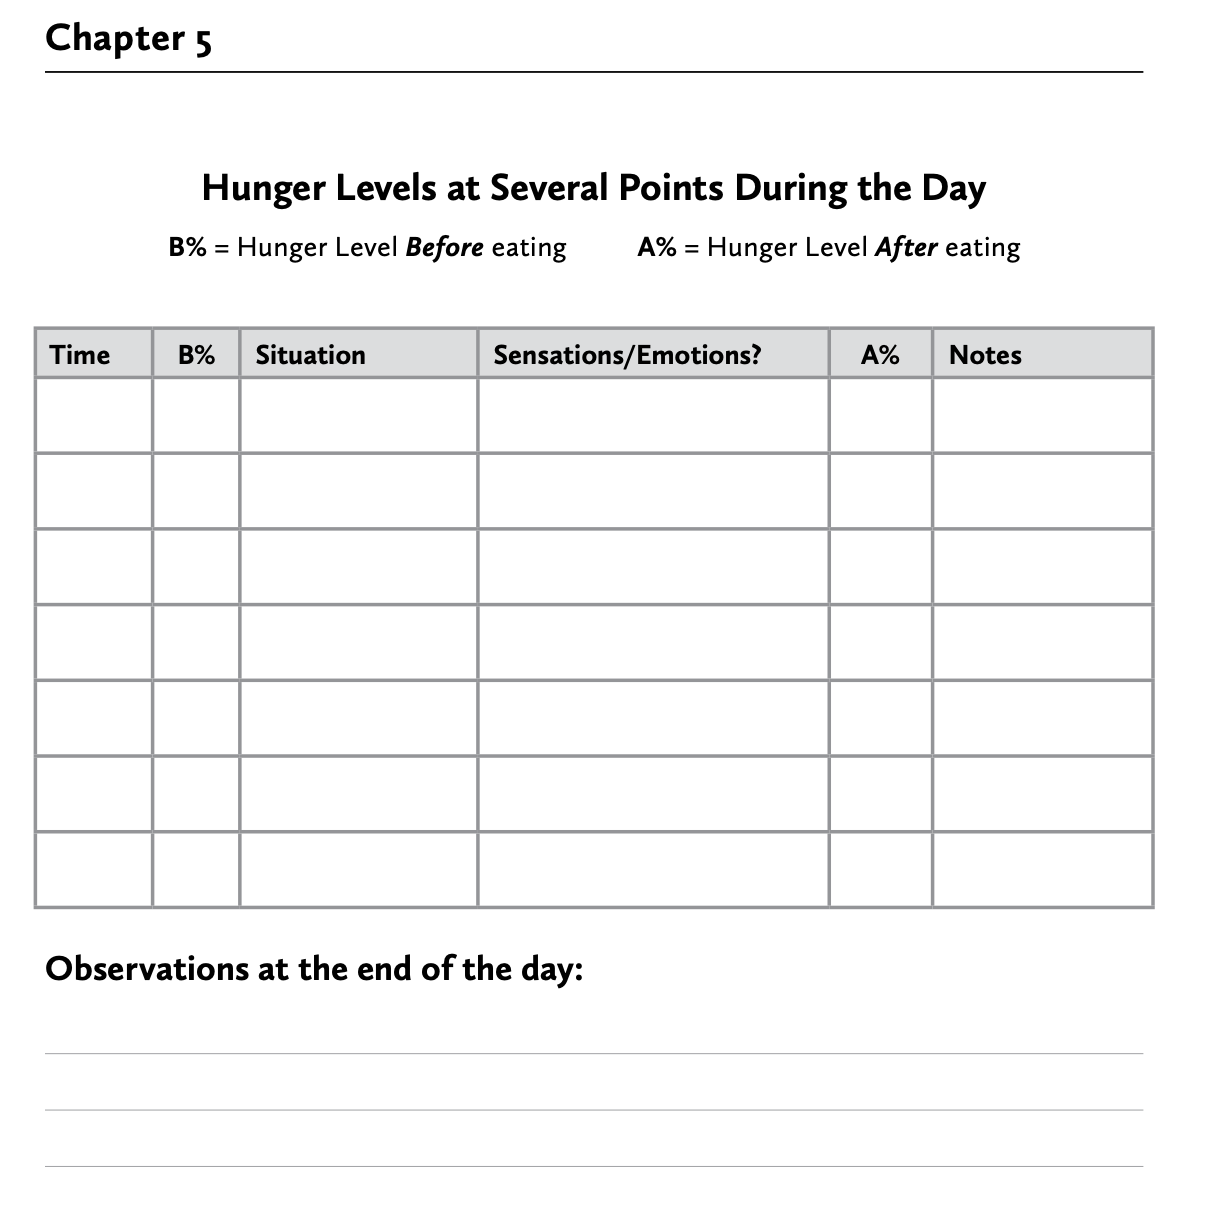 Chapter 5
Hunger Levels at Several Points During the Day
B% = Hunger Level Before eating A% = Hunger Level After eating
Time B% Situation Sensations/Emotions? A% Notes
Observations at the end of the day: